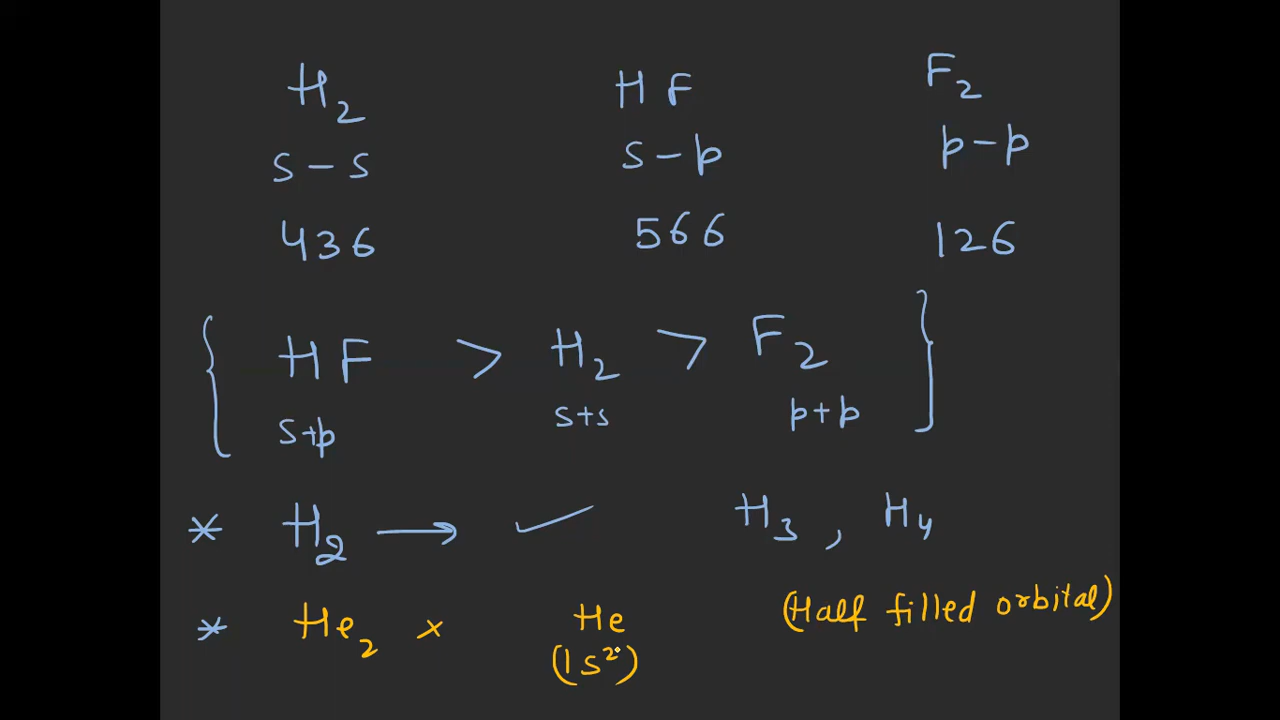 H2 HF F2
s-s s-p p-p
436 566 126
{ HF > H2 > F2 }
s+p s+s p+p
* H2 → ✓ H3, H4
* He2 × He (Half filled orbital)
(1s²)